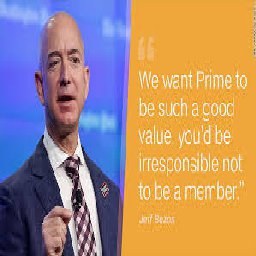 “
We want Prime to
be such a good
value, you'd be
irresponsible not
to be a member.”
Jeff Bezos